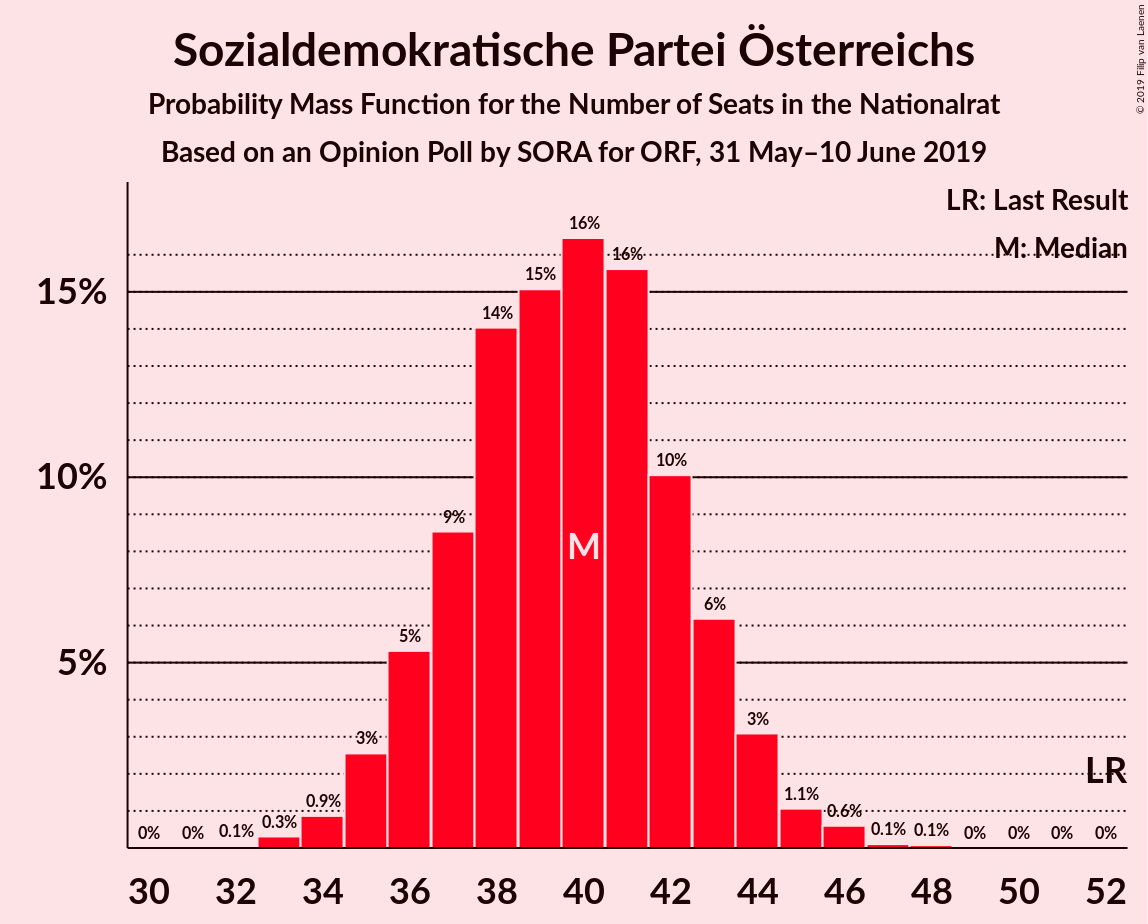 Sozialdemokratische Partei Österreichs
Probability Mass Function for the Number of Seats in the Nationalrat
Based on an Opinion Poll by SORA for ORF, 31 May–10 June 2019
© 2019 Filip van Laenen
LR: Last Result
M: Median
15%
10%
5%
0%
0%
0.1%
0.3%
0.9%
3%
5%
9%
14%
15%
16%
16%
10%
6%
3%
1.1%
0.6%
0.1%
0.1%
0%
0%
0%
0%
M
LR
30 32 34 36 38 40 42 44 46 48 50 52